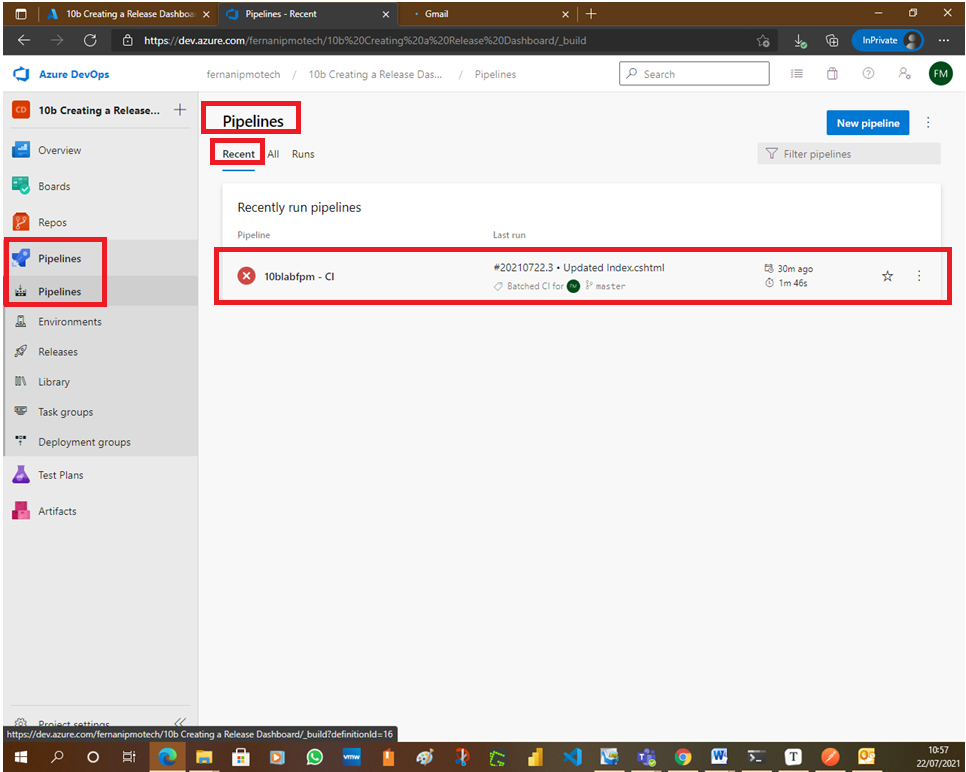 10b Creating a Release Dashboa
Pipelines - Recent
Gmail
https://dev.azure.com/fernanipmotech/10b%20Creating%20a%20Release%20Dashboard/_build
InPrivate
Azure DevOps
fernanipmotech / 10b Creating a Release Das... / Pipelines
Search
FM
CD
10b Creating a Release...
Overview
Boards
Repos
Pipelines
Pipelines
Environments
Releases
Library
Task groups
Deployment groups
Test Plans
Artifacts
Project settings
Pipelines
New pipeline
Recent All Runs
Filter pipelines
Recently run pipelines
Pipeline Last run
10blabfpm - CI
#20210722.3 • Updated Index.cshtml
Batched CI for FM master
30m ago
1m 46s
https://dev.azure.com/fernanipmotech/10b Creating a Release Dashboard/_build?definitionId=16
vmw
10:57
22/07/2021